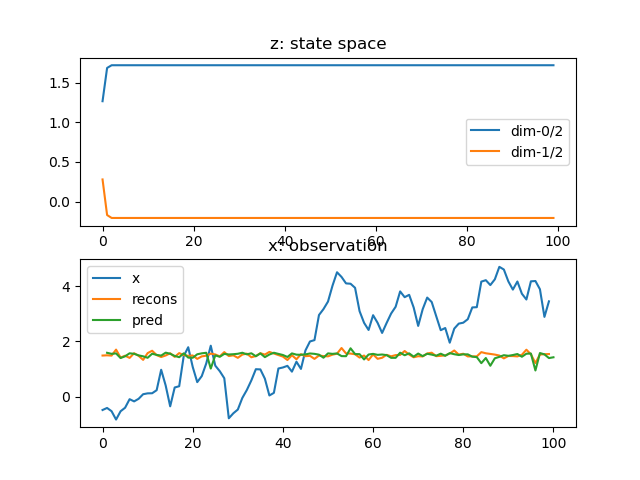 z: state space
1.5
1.0
0.5
0.0
dim-0/2
dim-1/2
0 20 40 60 80 100
x: observation
4
2
0
x
recons
pred
0 20 40 60 80 100